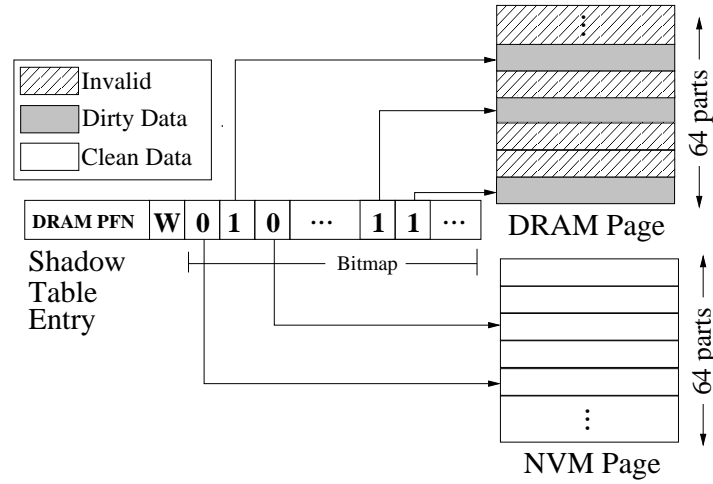 Invalid
Dirty Data
Clean Data
64 parts
DRAM Page
DRAM PFN W 0 1 0 ... 1 1 ...
Bitmap
Shadow
Table
Entry
64 parts
NVM Page